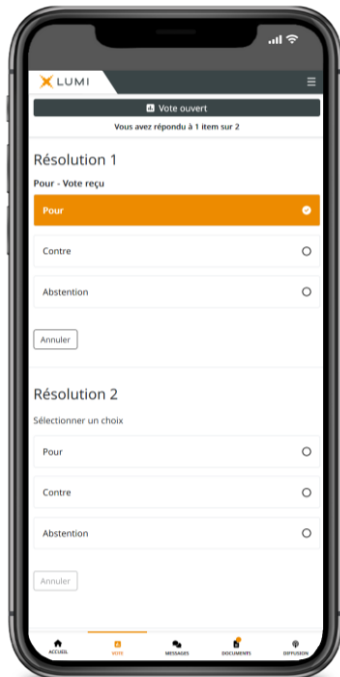 LUMI
Vote ouvert
Vous avez répondu à 1 item sur 2
Résolution 1
Pour - Vote reçu
Pour
Contre
Abstention
Annuler
Résolution 2
Sélectionner un choix
Pour
Contre
Abstention
Annuler
ACCUEIL VOTE MESSAGES DOCUMENTS DIFFUSION